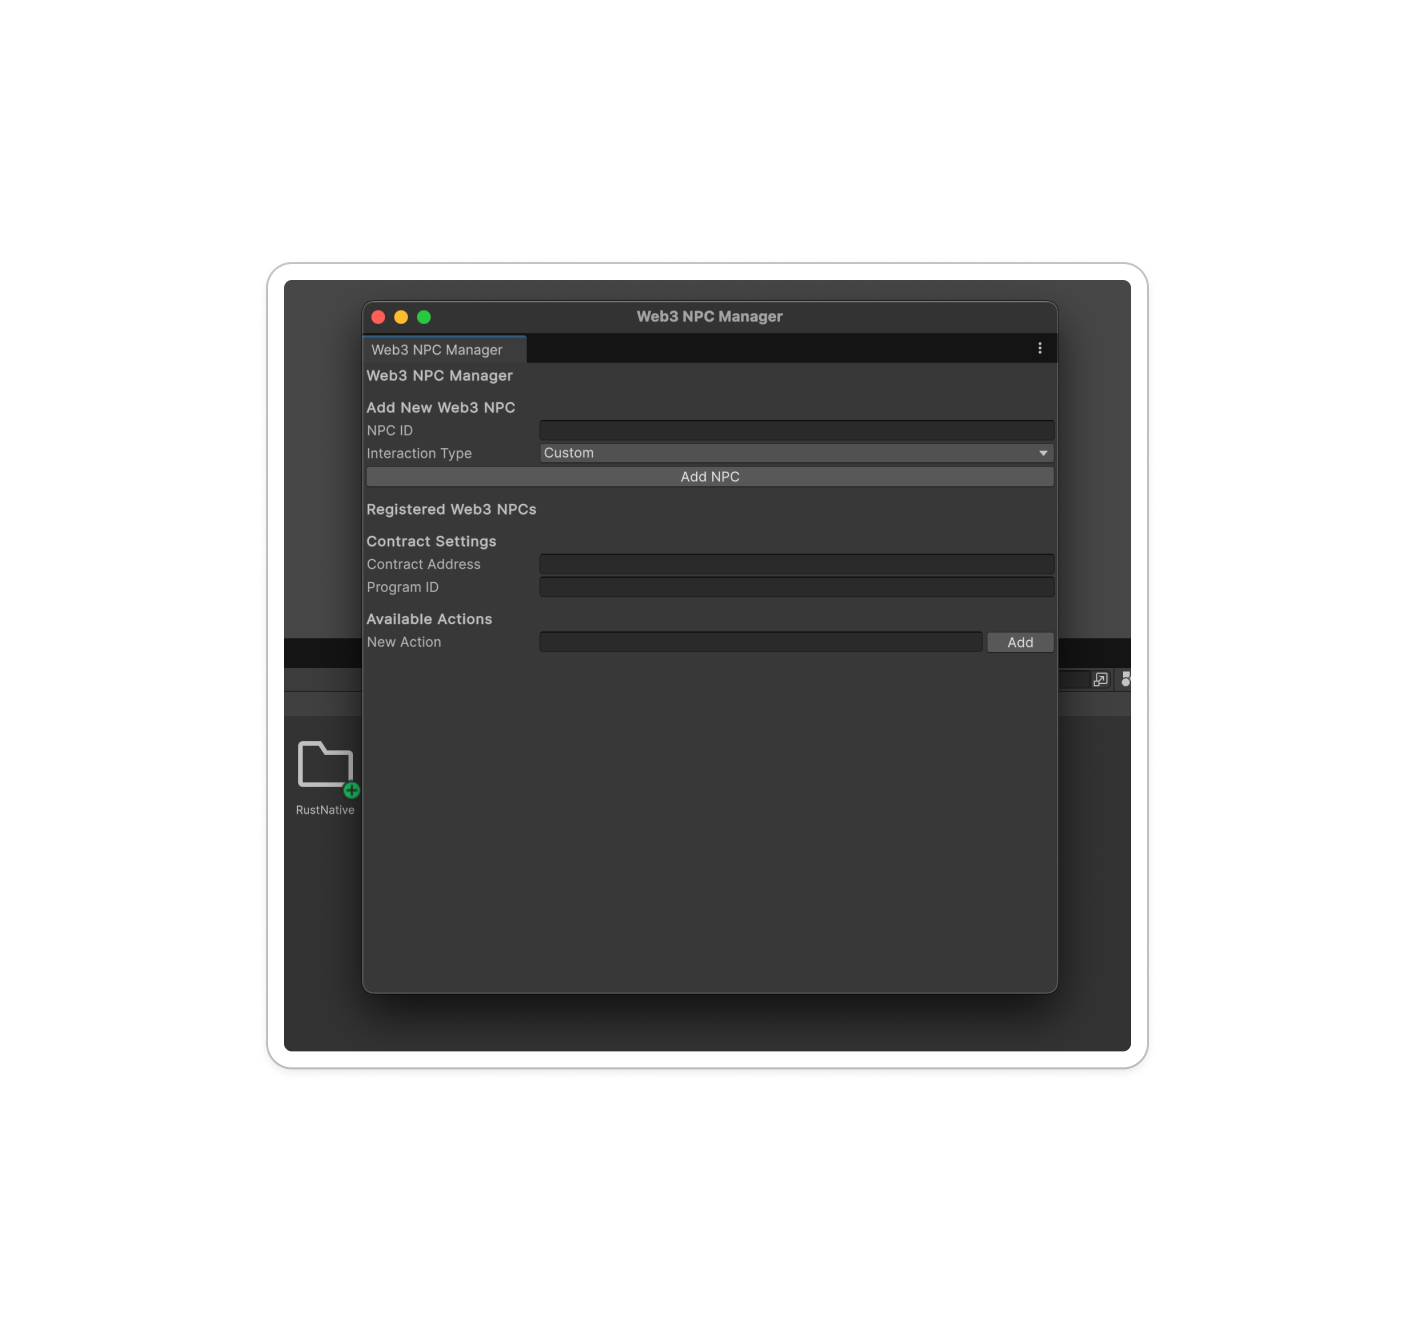 Web3 NPC Manager
Web3 NPC Manager
Web3 NPC Manager
Add New Web3 NPC
NPC ID
Interaction Type Custom
Add NPC
Registered Web3 NPCs
Contract Settings
Contract Address
Program ID
Available Actions
New Action Add
RustNative